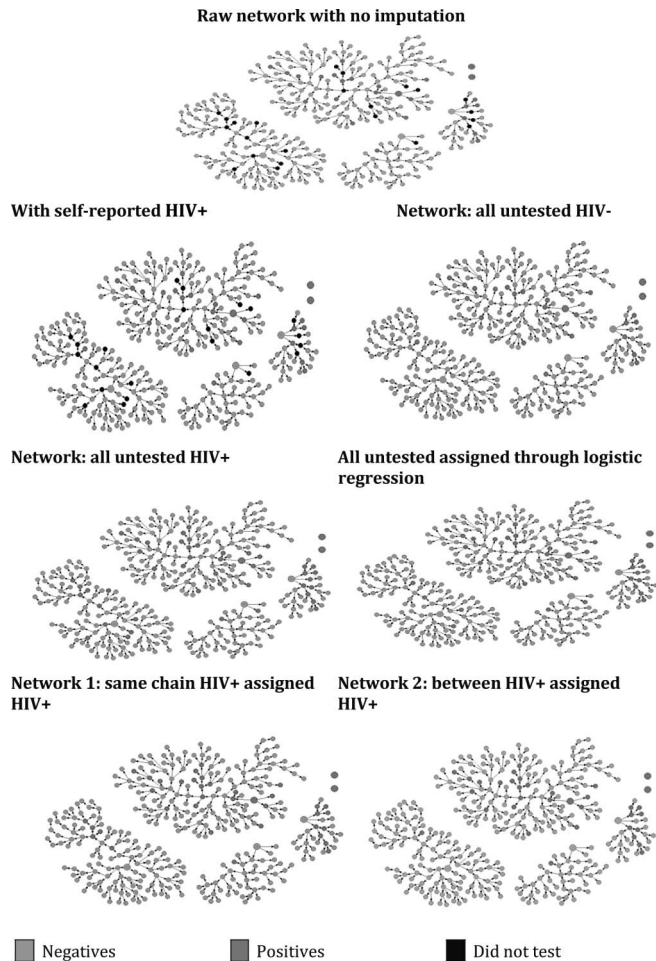 Raw network with no imputation
With self-reported HIV+
Network: all untested HIV-
Network: all untested HIV+
All untested assigned through logistic
regression
Network 1: same chain HIV+ assigned
HIV+
Network 2: between HIV+ assigned
HIV+
Negatives
Positives
Did not test